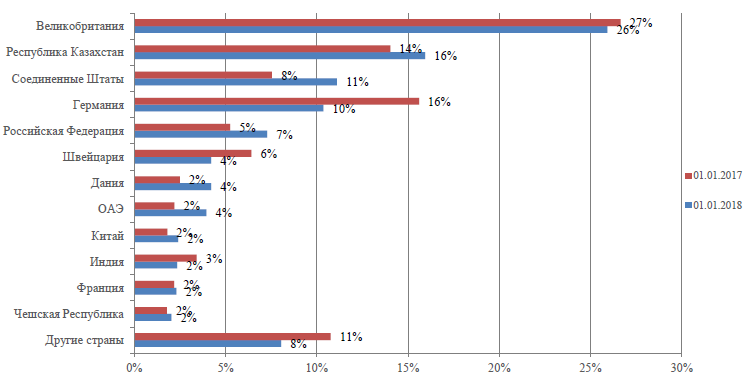 Великобритания 27%
26%
Республика Казахстан 14%
16%
Соединенные Штаты 8%
11%
Германия 16%
10%
Российская Федерация 5%
7%
Швейцария 6%
4%
Дания 2%
4%
ОАЭ 2%
4%
Китай 2%
2%
Индия 3%
2%
Франция 2%
2%
Чешская Республика 2%
2%
Другие страны 11%
8%
0% 5% 10% 15% 20% 25% 30%
01.01.2017
01.01.2018